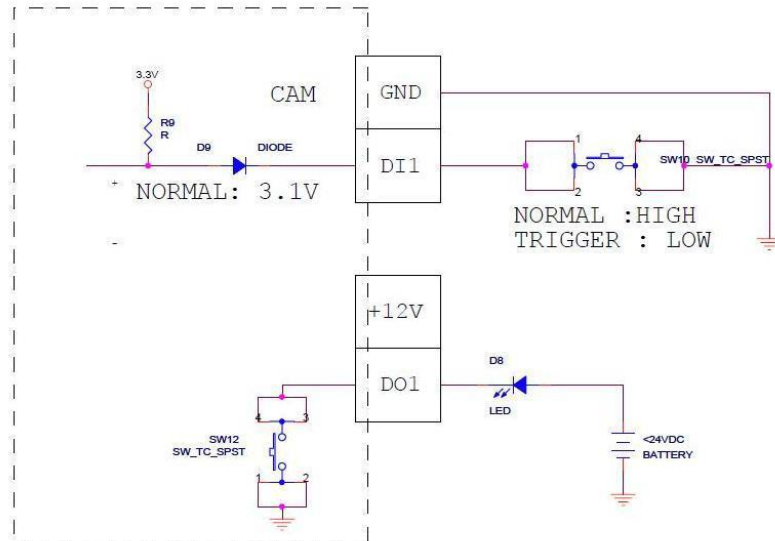 3.3V
CAM
GND
R9
R
D9
DIODE
DI1
1
4
SW10 SW_TC_SPST
+
NORMAL: 3.1V
2
3
NORMAL :HIGH
TRIGGER : LOW
-
+12V
D8
DO1
LED
4
3
SW12
SW_TC_SPST
<24VDC
BATTERY
1
2